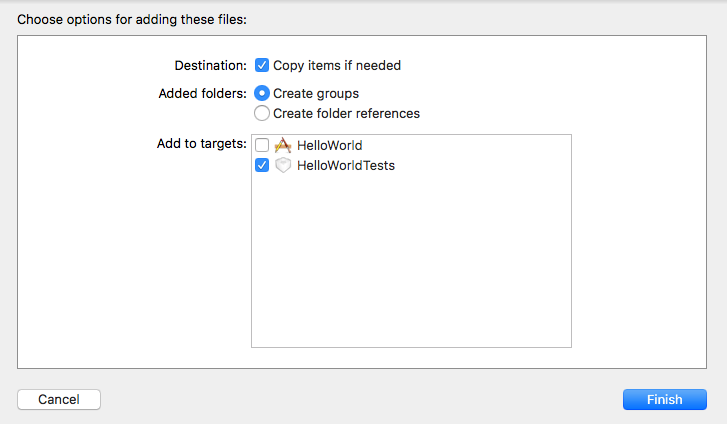 Choose options for adding these files:
Destination: Copy items if needed
Added folders: Create groups
Create folder references
Add to targets: HelloWorld
HelloWorldTests
Cancel Finish